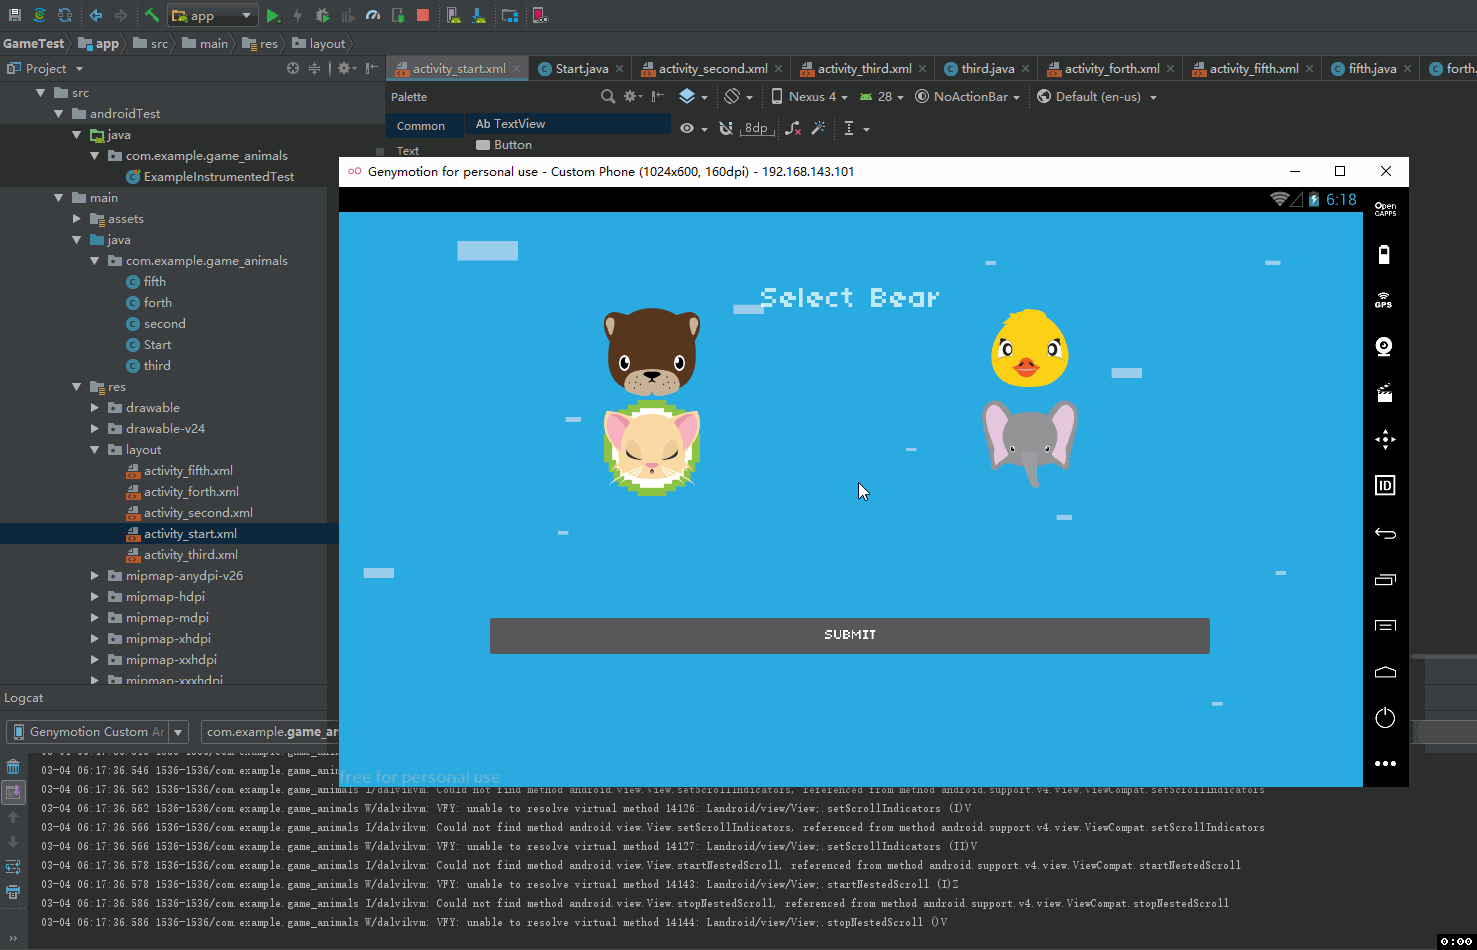 app
GameTest app src main res layout
Project
activity_start.xml Start.java activity_second.xml activity_third.xml third.java activity_forth.xml activity_fifth.xml fifth.java forth.
Palette
Nexus 4 28 NoActionBar Default (en-us)
Common
Text
Ab TextView
Button
8dp
src
androidTest
java
com.example.game_animals
ExampleInstrumentedTest
main
assets
java
com.example.game_animals
fifth
forth
second
Start
third
res
drawable
drawable-v24
layout
activity_fifth.xml
activity_forth.xml
activity_second.xml
activity_start.xml
activity_third.xml
mipmap-anydpi-v26
mipmap-hdpi
mipmap-mdpi
mipmap-xhdpi
mipmap-xxhdpi
mipmap-xxxhdpi
Genymotion for personal use - Custom Phone (1024x600, 160dpi) - 192.168.143.101
6:18
Select Bear
SUBMIT
free for personal use
Open GAPPS
GPS
ID
Logcat
Genymotion Custom Ar
com.example.game_ar
03-04 06:17:36.546 1536-1536/com.example.game_anim
03-04 06:17:36.562 1536-1536/com.example.game_animals I/dalvikvm: Could not find method android.view.View.setScrollIndicators, referenced from method android.support.v4.view.ViewCompat.setScrollIndicators
03-04 06:17:36.562 1536-1536/com.example.game_animals W/dalvikvm: VFY: unable to resolve virtual method 14126: Landroid/view/View;.setScrollIndicators (I)V
03-04 06:17:36.566 1536-1536/com.example.game_animals I/dalvikvm: Could not find method android.view.View.setScrollIndicators, referenced from method android.support.v4.view.ViewCompat.setScrollIndicators
03-04 06:17:36.566 1536-1536/com.example.game_animals W/dalvikvm: VFY: unable to resolve virtual method 14127: Landroid/view/View;.setScrollIndicators (II)V
03-04 06:17:36.578 1536-1536/com.example.game_animals I/dalvikvm: Could not find method android.view.View.startNestedScroll, referenced from method android.support.v4.view.ViewCompat.startNestedScroll
03-04 06:17:36.578 1536-1536/com.example.game_animals W/dalvikvm: VFY: unable to resolve virtual method 14143: Landroid/view/View;.startNestedScroll (I)Z
03-04 06:17:36.586 1536-1536/com.example.game_animals I/dalvikvm: Could not find method android.view.View.stopNestedScroll, referenced from method android.support.v4.view.ViewCompat.stopNestedScroll
03-04 06:17:36.586 1536-1536/com.example.game_animals W/dalvikvm: VFY: unable to resolve virtual method 14144: Landroid/view/View;.stopNestedScroll ()V
0:00